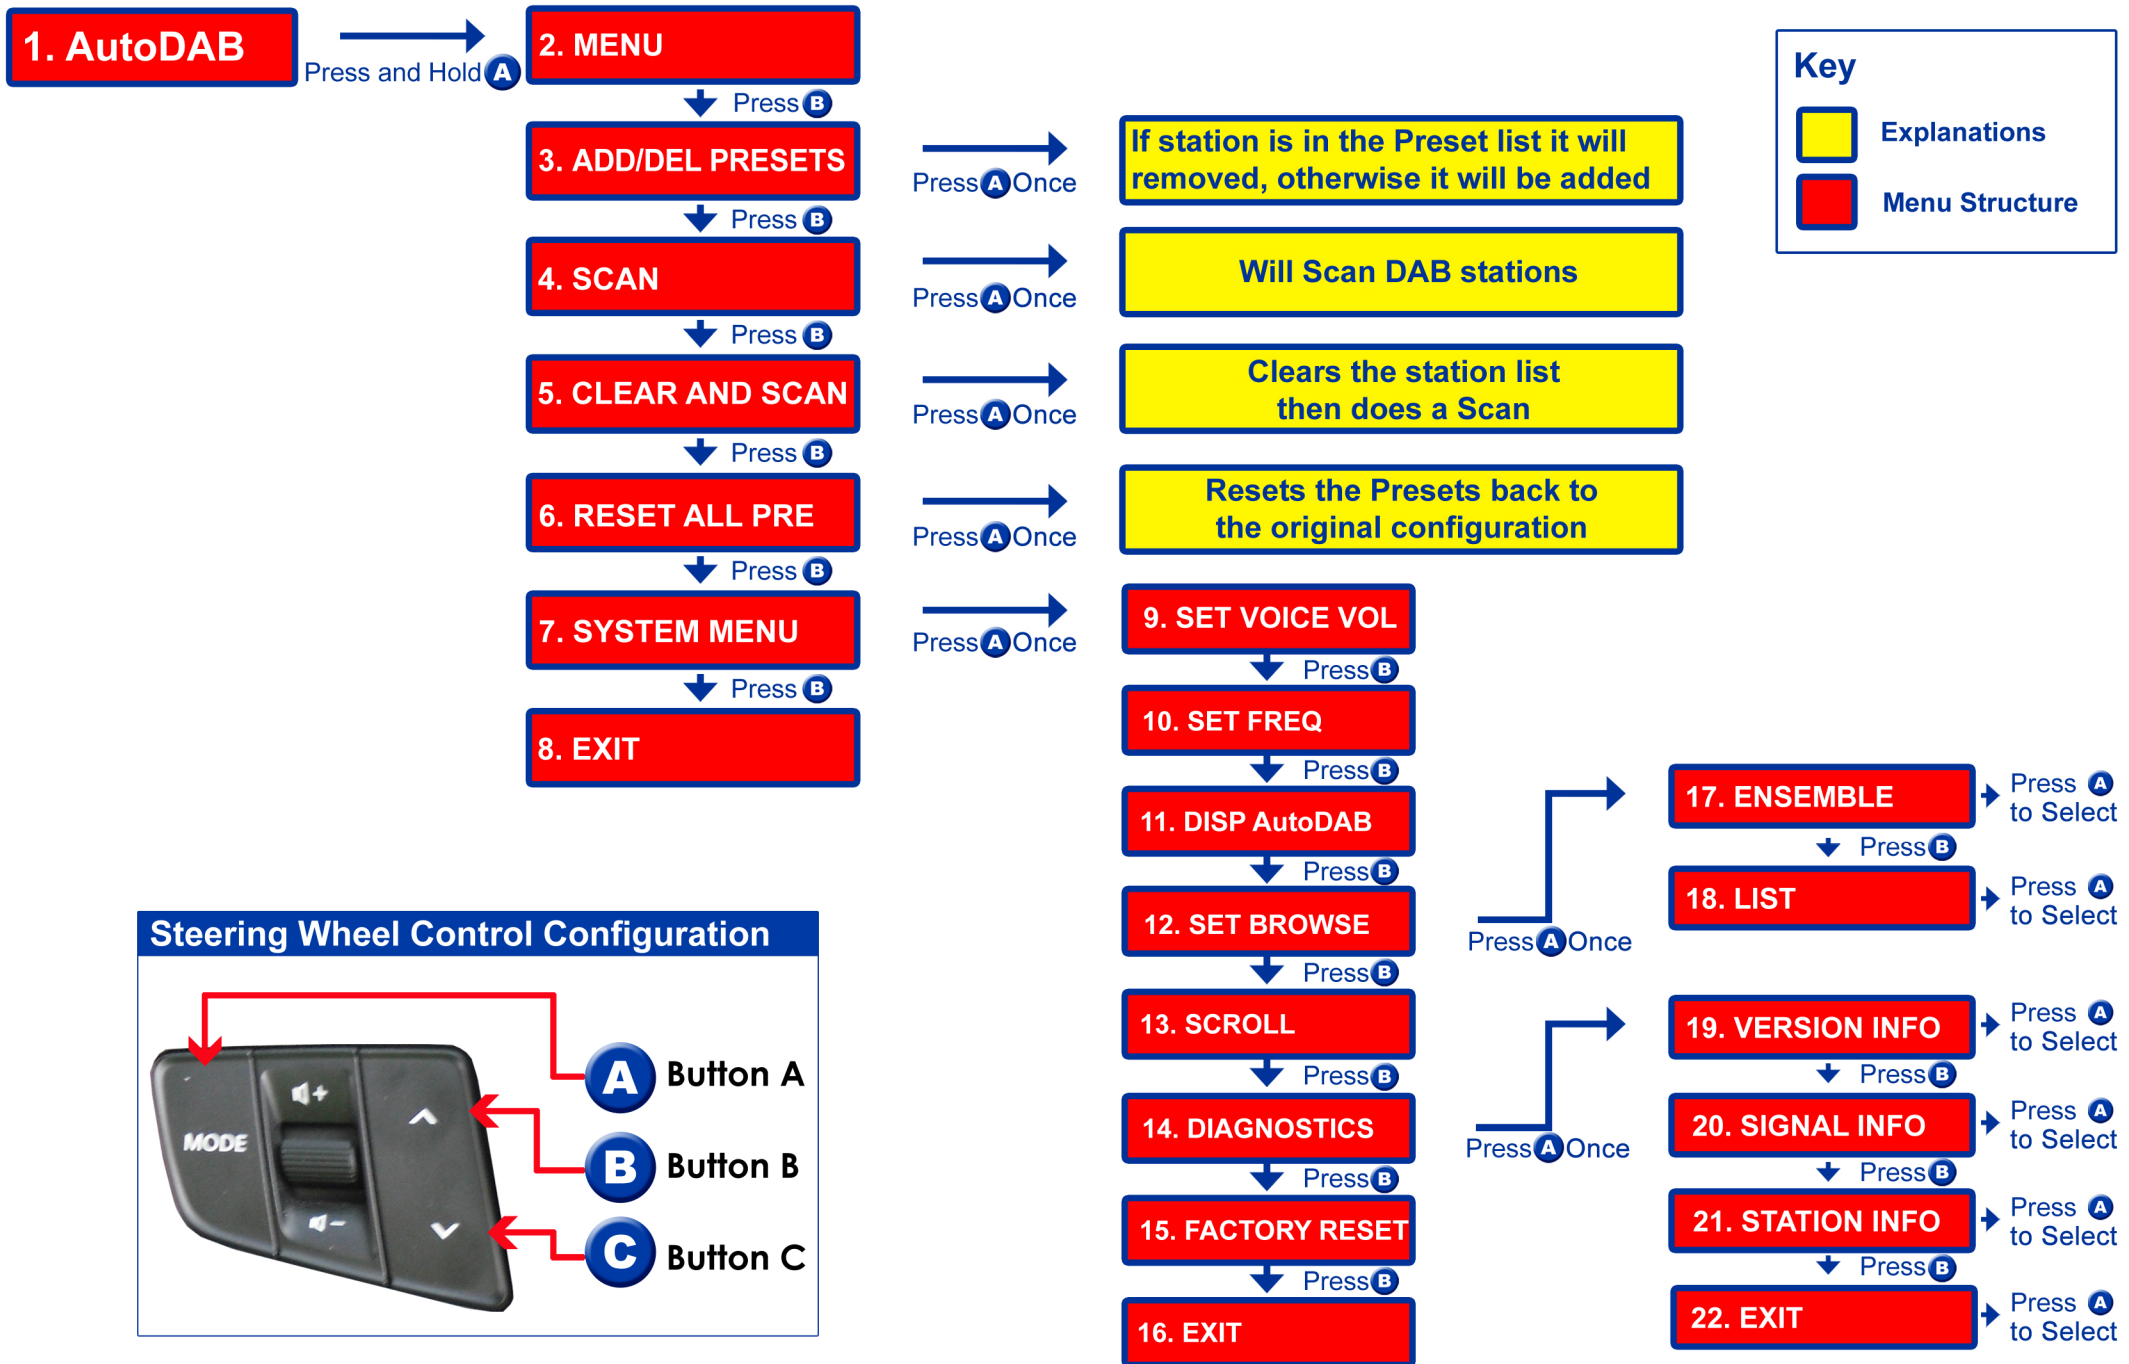 1. AutoDAB
Press and Hold A
2. MENU
Press B
3. ADD/DEL PRESETS
Press A Once
If station is in the Preset list it will
removed, otherwise it will be added
Press B
4. SCAN
Press A Once
Will Scan DAB stations
Press B
5. CLEAR AND SCAN
Press A Once
Clears the station list
then does a Scan
Press B
6. RESET ALL PRE
Press A Once
Resets the Presets back to
the original configuration
Press B
7. SYSTEM MENU
Press A Once
Press B
8. EXIT
Key
Explanations
Menu Structure
9. SET VOICE VOL
Press B
10. SET FREQ
Press B
11. DISP AutoDAB
Press B
12. SET BROWSE
Press A Once
Press B
13. SCROLL
Press B
14. DIAGNOSTICS
Press A Once
Press B
15. FACTORY RESET
Press B
16. EXIT
17. ENSEMBLE
Press A
to Select
Press B
18. LIST
Press A
to Select
19. VERSION INFO
Press A
to Select
Press B
20. SIGNAL INFO
Press A
to Select
Press B
21. STATION INFO
Press A
to Select
Press B
22. EXIT
Press A
to Select
Steering Wheel Control Configuration
MODE
+
-
A Button A
B Button B
C Button C